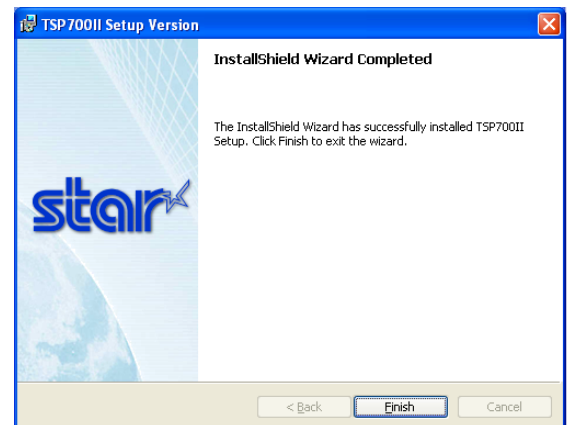 TSP700II Setup Version
InstallShield Wizard Completed
The InstallShield Wizard has successfully installed TSP700II
Setup. Click Finish to exit the wizard.
star
< Back
Finish
Cancel